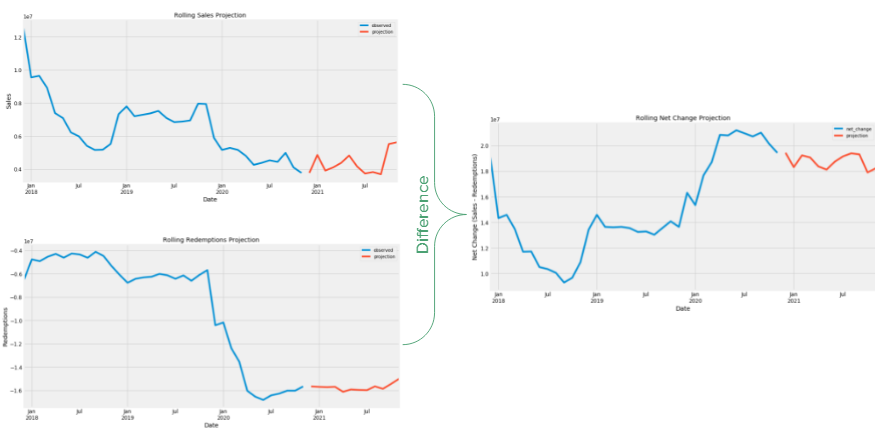 Rolling Sales Projection
1e7
observed
projection
1.2
1.0
0.8
0.6
0.4
Sales
Jan
2018
Jul
Jan
2019
Jul
Jan
2020
Jul
Jan
2021
Jul
Date
Rolling Redemptions Projection
1e7
observed
projection
−0.4
−0.6
−0.8
−1.0
−1.2
−1.4
−1.6
Redemptions
Jan
2018
Jul
Jan
2019
Jul
Jan
2020
Jul
Jan
2021
Jul
Date
Difference
Rolling Net Change Projection
1e7
net_change
projection
2.0
1.8
1.6
1.4
1.2
1.0
Net Change (Sales - Redemptions)
Jan
2018
Jul
Jan
2019
Jul
Jan
2020
Jul
Jan
2021
Jul
Date